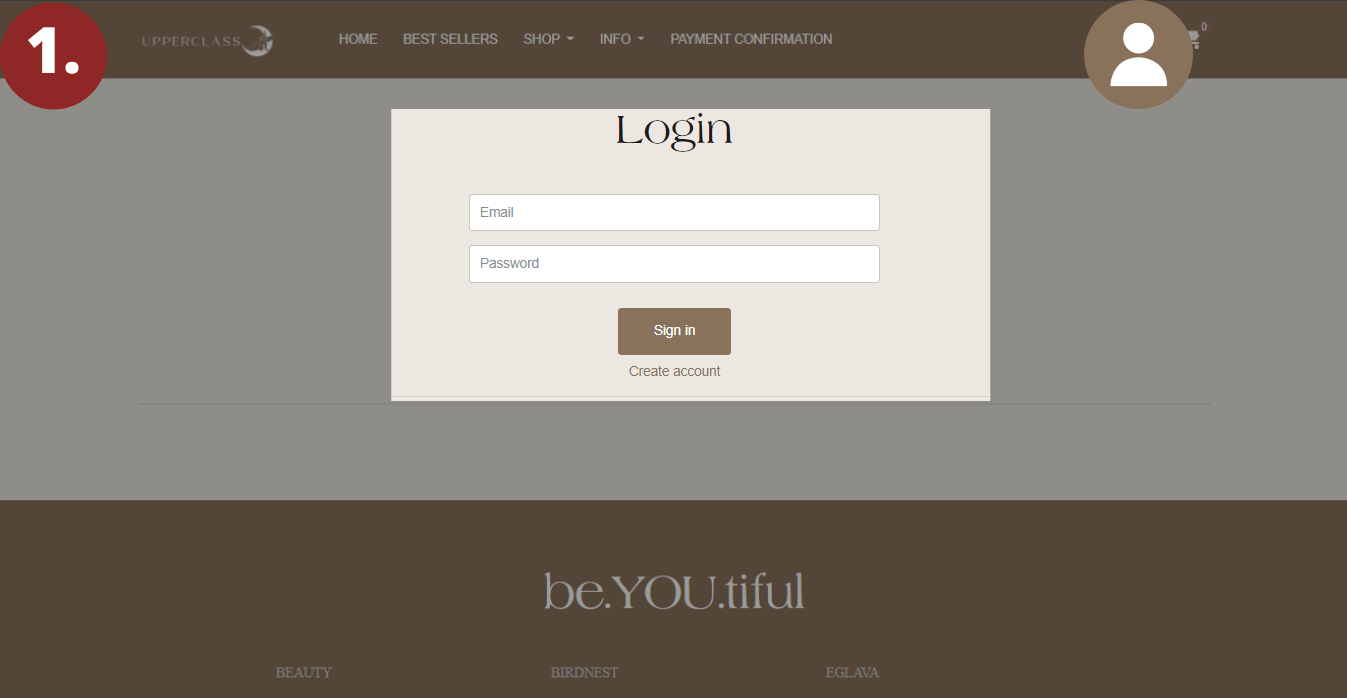 1.
UPPERCLASS
HOME BEST SELLERS SHOP INFO PAYMENT CONFIRMATION
0
Login
Email
Password
Sign in
Create account
be.YOU.tiful
BEAUTY BIRDNEST EGLAVA